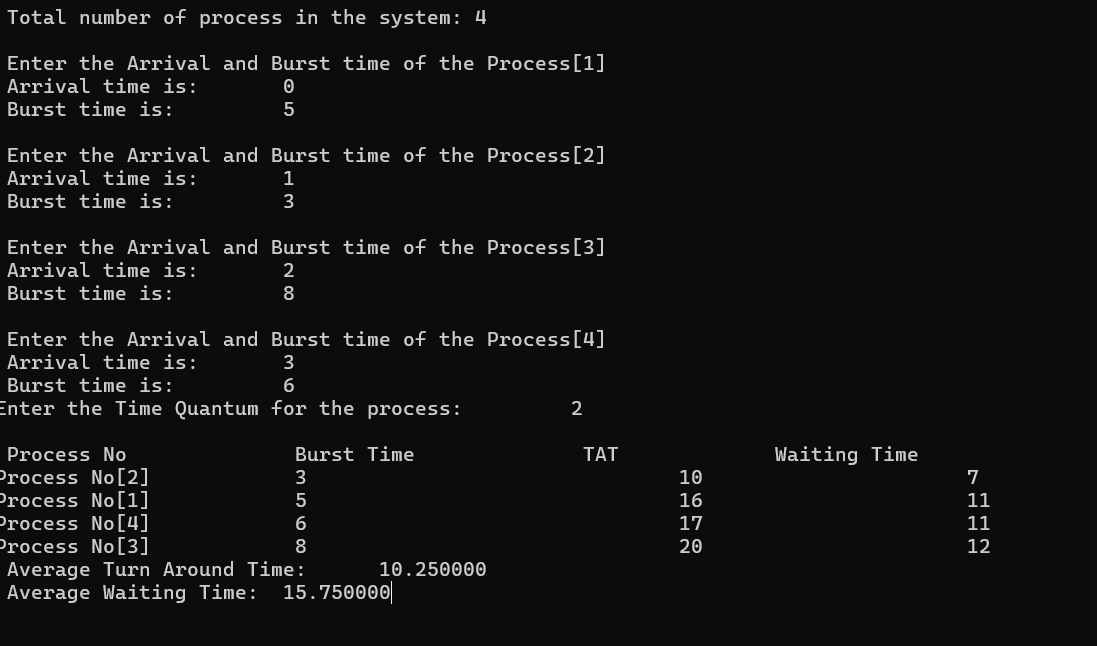 Total number of process in the system: 4
Enter the Arrival and Burst time of the Process[1]
Arrival time is: 0
Burst time is: 5
Enter the Arrival and Burst time of the Process[2]
Arrival time is: 1
Burst time is: 3
Enter the Arrival and Burst time of the Process[3]
Arrival time is: 2
Burst time is: 8
Enter the Arrival and Burst time of the Process[4]
Arrival time is: 3
Burst time is: 6
Enter the Time Quantum for the process: 2
Process No Burst Time TAT Waiting Time
Process No[2] 3 10 7
Process No[1] 5 16 11
Process No[4] 6 17 11
Process No[3] 8 20 12
Average Turn Around Time: 10.250000
Average Waiting Time: 15.750000